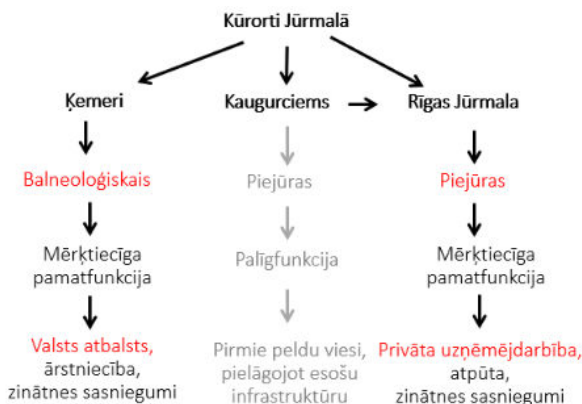 Kūrorti Jūrmalā
Ķemeri
Kaugurciems
Rīgas Jūrmala
Balneoloģiskais
Piejūras
Piejūras
Mērķtiecīga
pamatfunkcija
Palīgfunkcija
Mērķtiecīga
pamatfunkcija
Valsts atbalsts,
ārstniecība,
zinātnes sasniegumi
Pirmie peldu viesi,
pielāgojot esošu
infrastruktūru
Privāta uzņēmējdarbība,
atpūta,
zinātnes sasniegumi